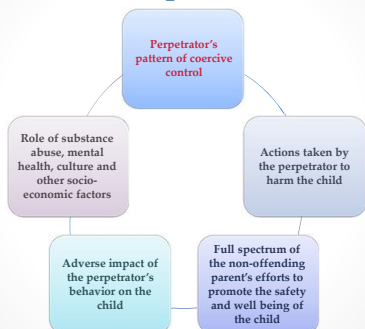 Perpetrator's
pattern of coercive
control
Role of substance
abuse, mental
health, culture and
other socio-
economic factors
Actions taken by
the perpetrator to
harm the child
Adverse impact of
the perpetrator's
behavior on the
child
Full spectrum of
the non-offending
parent's efforts to
promote the safety
and well being of
the child